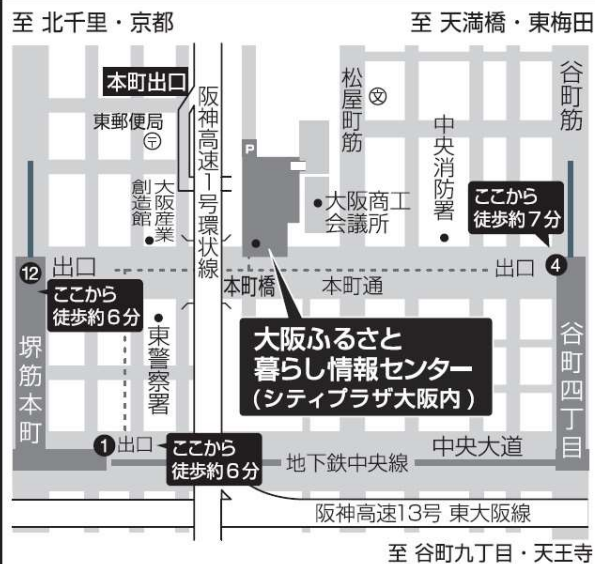 至 北千里・京都
至 天満橋・東梅田
本町出口
東郵便局
〒
阪神高速1号環状線
P
松屋町筋
文
谷町筋
中央消防署
大阪産業
創造館
大阪商工
会議所
ここから
徒歩約7分
⓬
出口
出口
❹
ここから
徒歩約6分
本町橋
本町通
東警察署
大阪ふるさと
暮らし情報センター
(シティプラザ大阪内)
堺筋本町
谷町四丁目
❶
出口
ここから
徒歩約6分
中央大道
地下鉄中央線
阪神高速13号 東大阪線
至 谷町九丁目・天王寺